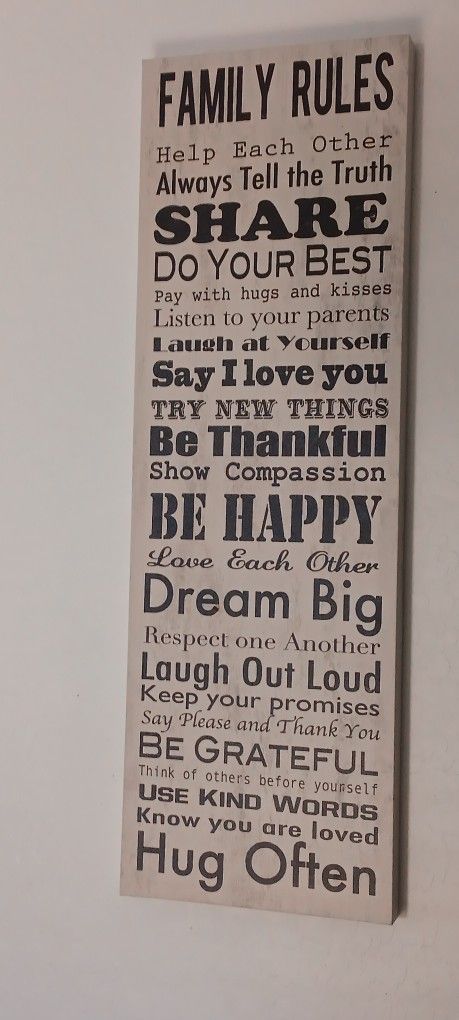 FAMILY RULES
Help Each Other
Always Tell the Truth
SHARE
DO YOUR BEST
Pay with hugs and kisses
Listen to your parents
Laugh at Yourself
Say I love you
TRY NEW THINGS
Be Thankful
Show Compassion
BE HAPPY
Love Each Other
Dream Big
Respect one Another
Laugh Out Loud
Keep your promises
Say Please and Thank You
BE GRATEFUL
Think of others before yourself
USE KIND WORDS
Know you are loved
Hug Often